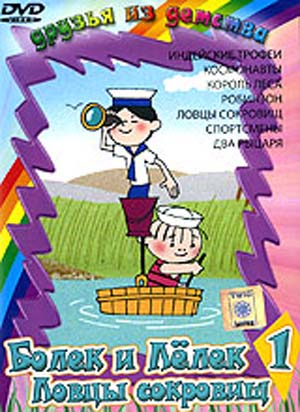 DVD
VIDEO
друзья из детства
ИНДЕЙСКИЕ ТРОФЕИ
КОСМОНАВТЫ
КОРОЛЬ ЛЕСА
РОБИНЗОН
ЛОВЦЫ СОКРОВИЩ
СПОРТСМЕНЫ
ДВА РЫЦАРЯ
Болек и Лёлек 1
Ловцы сокровищ